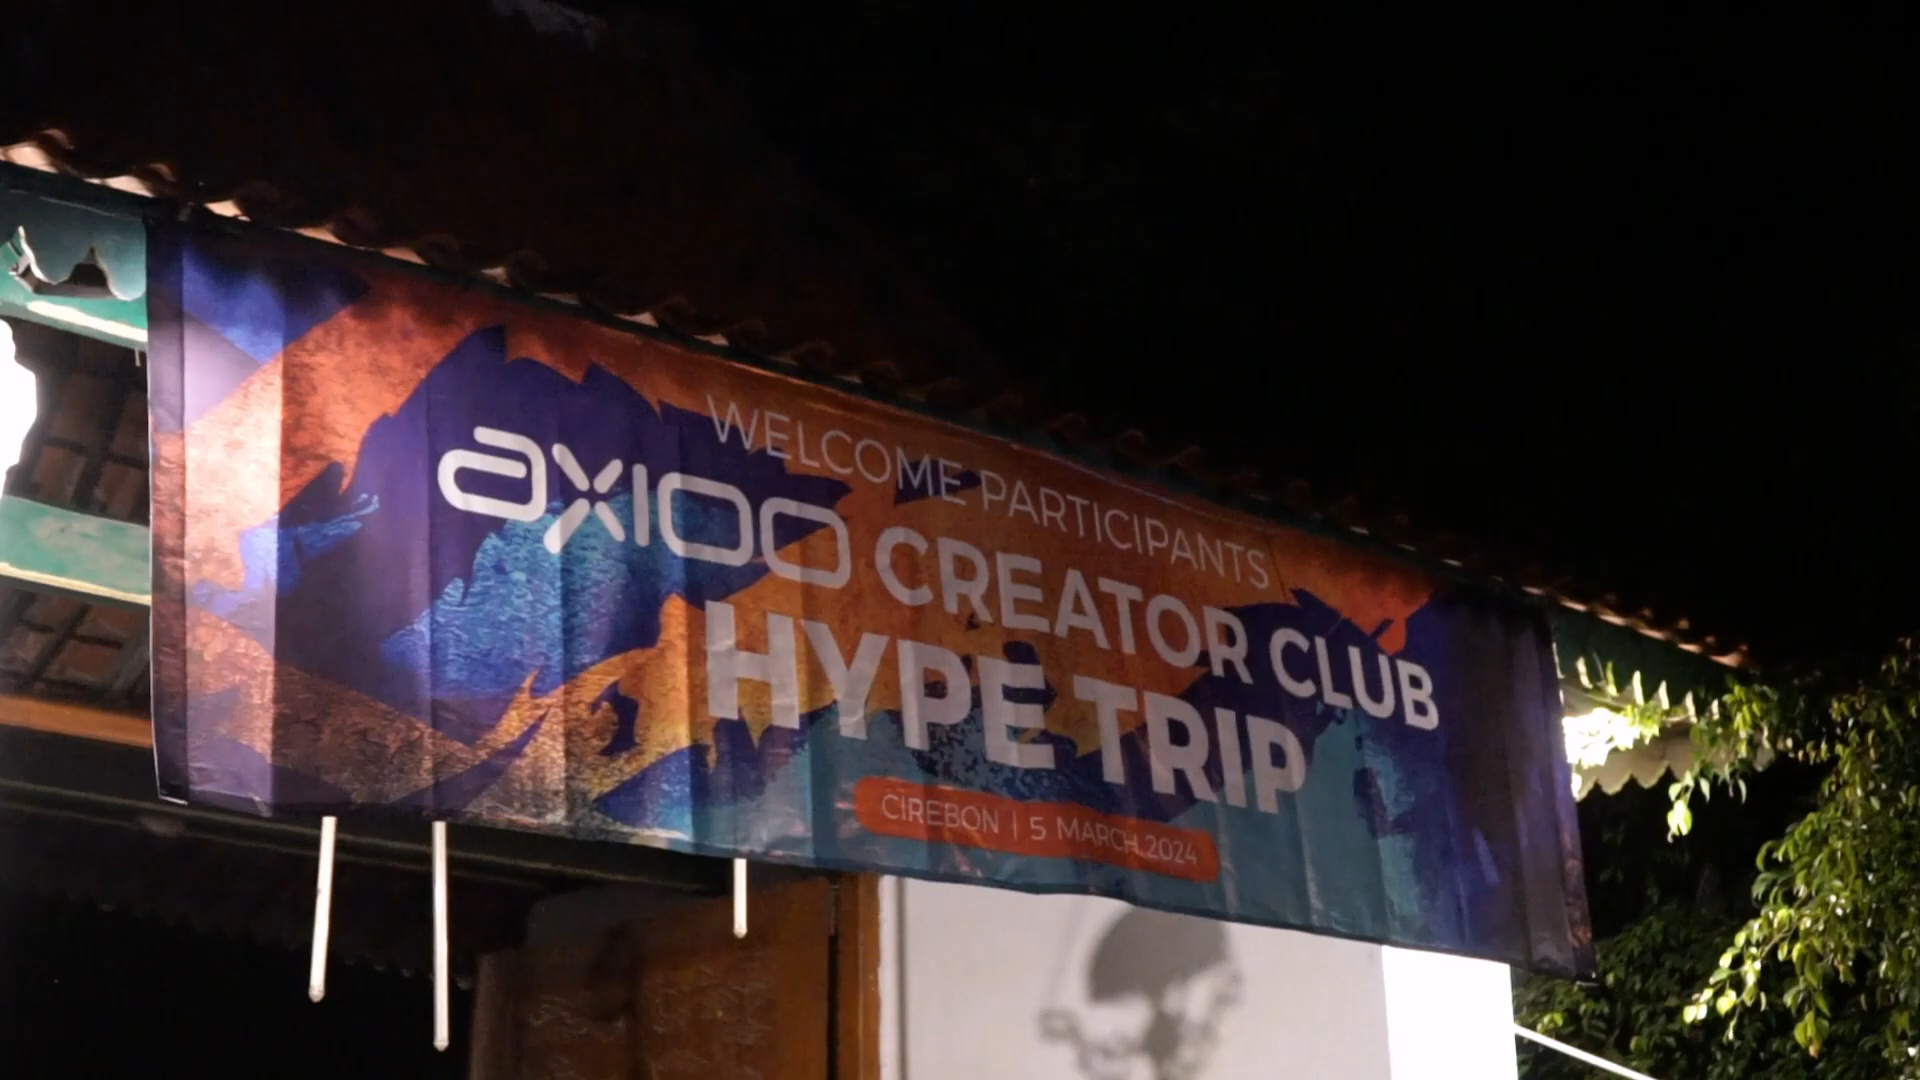 WELCOME PARTICIPANTS
axioo CREATOR CLUB
HYPE TRIP
CIREBON | 5 MARCH 2024